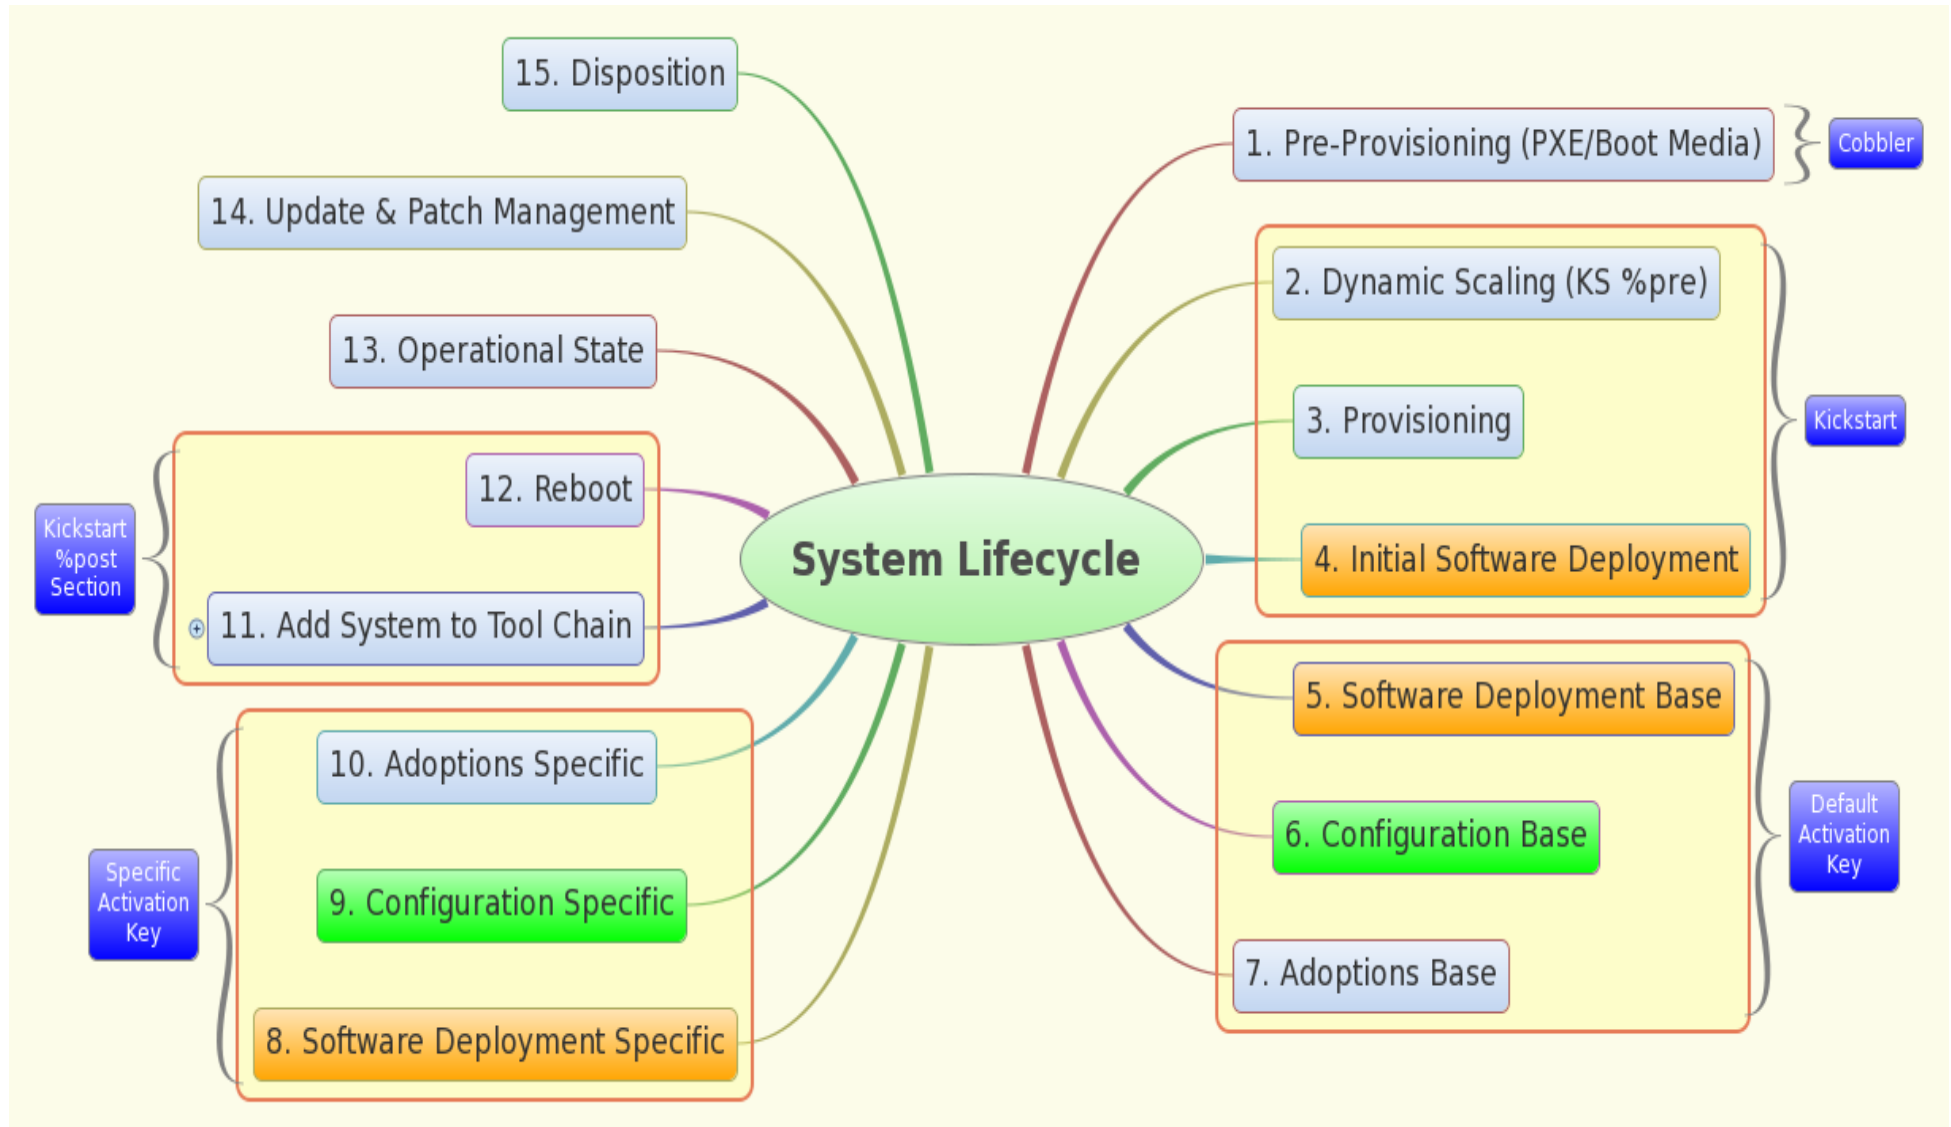 15. Disposition
1. Pre-Provisioning (PXE/Boot Media)
Cobbler
14. Update & Patch Management
2. Dynamic Scaling (KS %pre)
13. Operational State
3. Provisioning
Kickstart
12. Reboot
Kickstart
%post
Section
System Lifecycle
4. Initial Software Deployment
11. Add System to Tool Chain
5. Software Deployment Base
10. Adoptions Specific
6. Configuration Base
Default
Activation
Key
9. Configuration Specific
Specific
Activation
Key
7. Adoptions Base
8. Software Deployment Specific